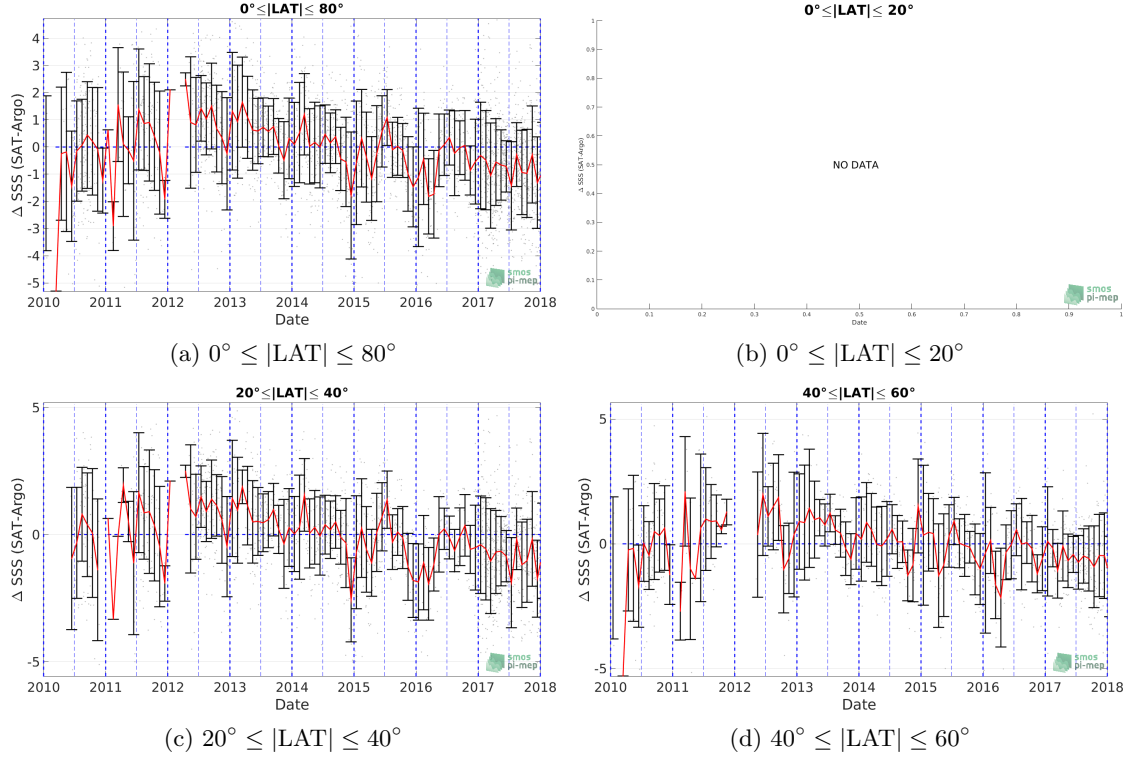 0°≤|LAT|≤ 80°
Δ SSS (SAT-Argo)
4
3
2
1
0
-1
-2
-3
-4
-5
2010 2011 2012 2013 2014 2015 2016 2017 2018
Date
smos
pi-mep
(a) 0° ≤ |LAT| ≤ 80°
0°≤|LAT|≤ 20°
Δ SSS (SAT-Argo)
1
0.9
0.8
0.7
0.6
0.5
0.4
0.3
0.2
0.1
0
NO DATA
0 0.1 0.2 0.3 0.4 0.5 0.6 0.7 0.8 0.9 1
Date
smos
pi-mep
(b) 0° ≤ |LAT| ≤ 20°
20°≤|LAT|≤ 40°
Δ SSS (SAT-Argo)
5
0
-5
2010 2011 2012 2013 2014 2015 2016 2017 2018
Date
smos
pi-mep
(c) 20° ≤ |LAT| ≤ 40°
40°≤|LAT|≤ 60°
Δ SSS (SAT-Argo)
5
0
-5
2010 2011 2012 2013 2014 2015 2016 2017 2018
Date
smos
pi-mep
(d) 40° ≤ |LAT| ≤ 60°